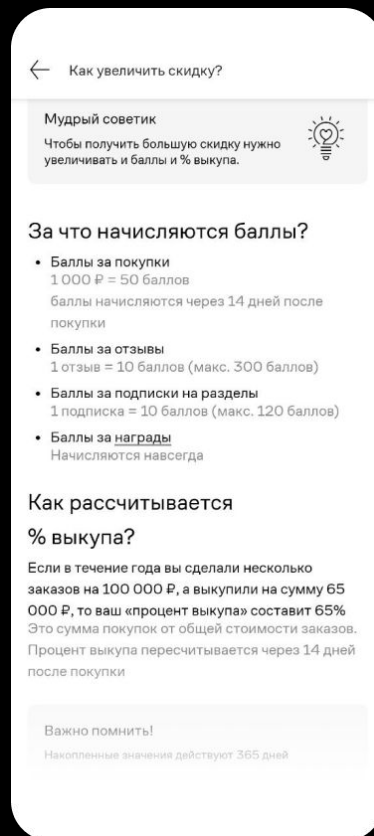 Как увеличить скидку?
Мудрый советик
Чтобы получить большую скидку нужно
увеличивать и баллы и % выкупа.
За что начисляются баллы?
• Баллы за покупки
1 000 ₽ = 50 баллов
баллы начисляются через 14 дней после
покупки
• Баллы за отзывы
1 отзыв = 10 баллов (макс. 300 баллов)
• Баллы за подписки на разделы
1 подписка = 10 баллов (макс. 120 баллов)
• Баллы за награды
Начисляются навсегда
Как рассчитывается
% выкупа?
Если в течение года вы сделали несколько
заказов на 100 000 ₽, а выкупили на сумму 65
000 ₽, то ваш «процент выкупа» составит 65%
Это сумма покупок от общей стоимости заказов.
Процент выкупа пересчитывается через 14 дней
после покупки
Важно помнить!
Накопленные значения действуют 365 дней